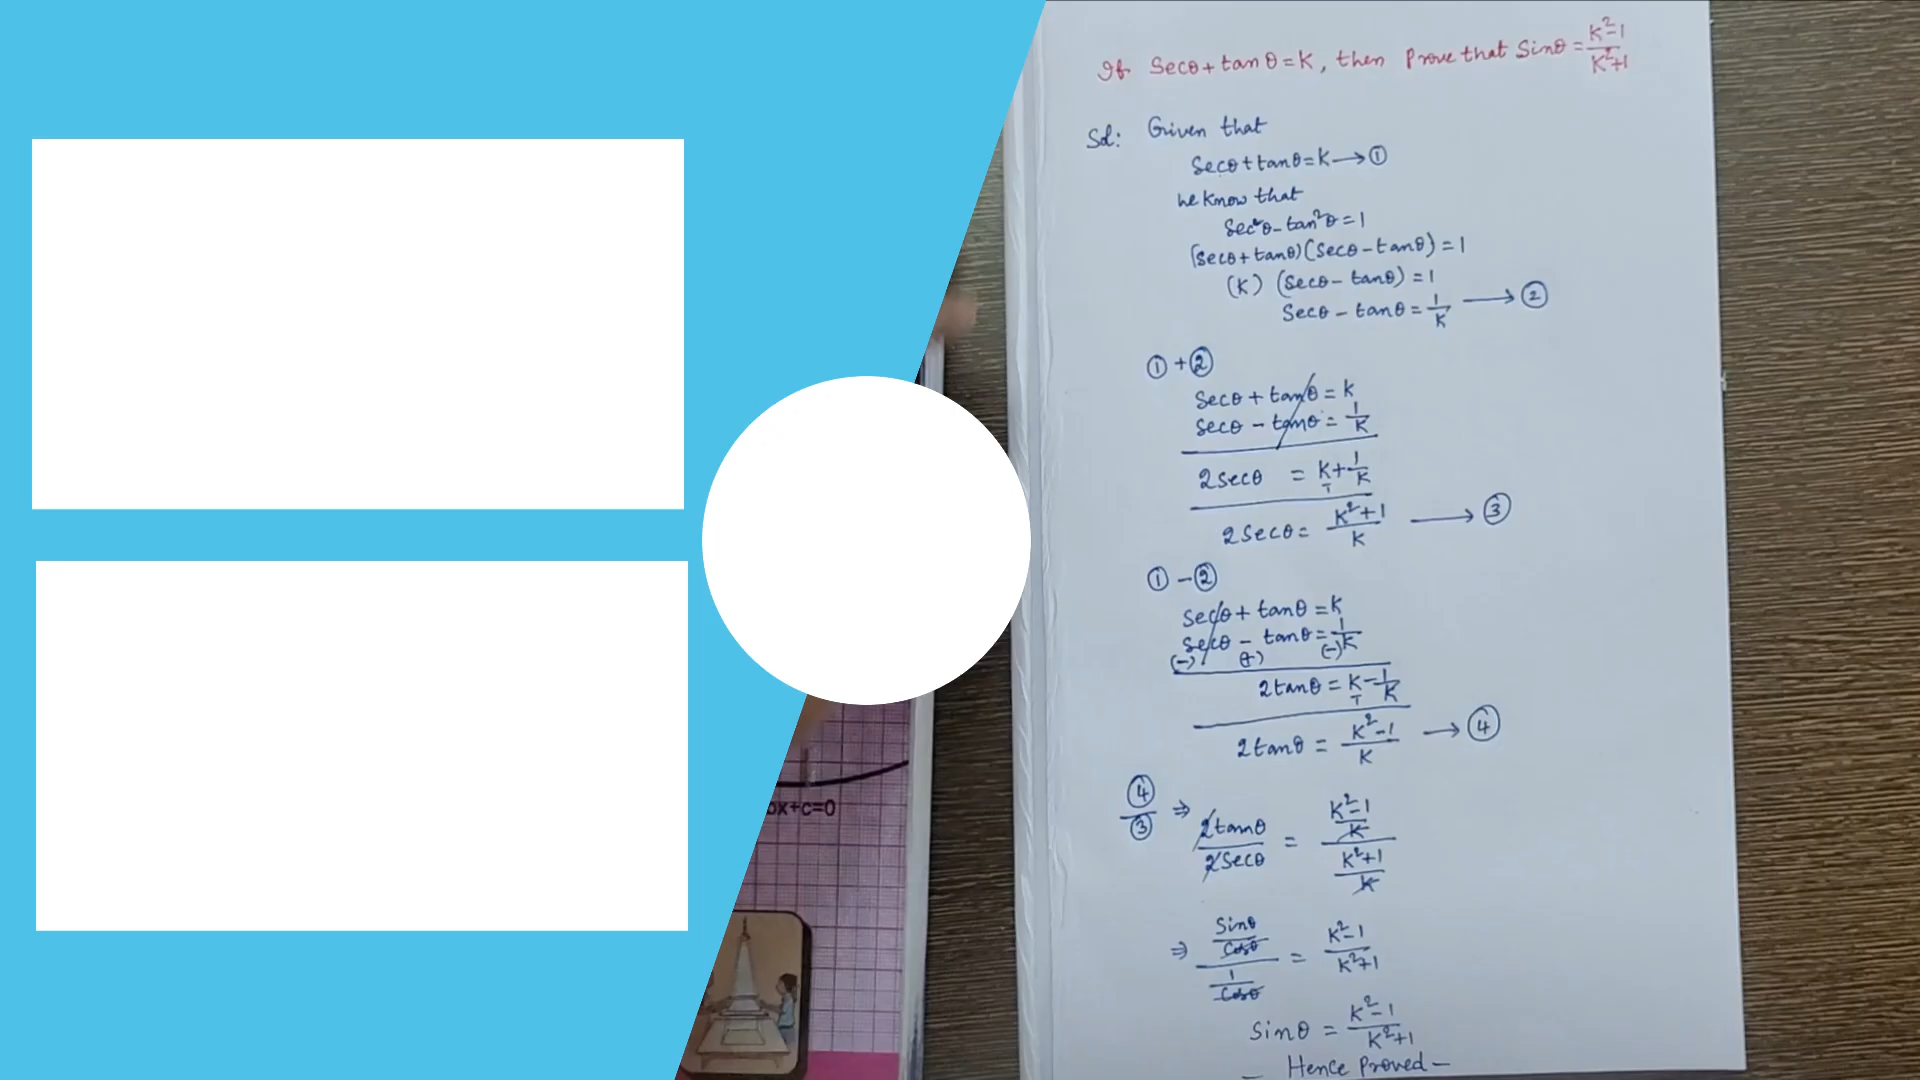 If Secθ + tanθ = K, then Prove that Sinθ = K²-1/K²+1
Sol: Given that
Secθ + tanθ = K → ①
We know that
Sec²θ - tan²θ = 1
(Secθ + tanθ)(Secθ - tanθ) = 1
(K) (Secθ - tanθ) = 1
Secθ - tanθ = 1/K → ②
① + ②
Secθ + tanθ = K
Secθ - tanθ = 1/K
2Secθ = K/1 + 1/K
2Secθ = K²+1/K → ③
① - ②
Secθ + tanθ = K
Secθ - tanθ = 1/K
(-) (+) (-)
2tanθ = K/1 - 1/K
2tanθ = K²-1/K → ④
④/③ ⇒ 2tanθ/2Secθ = K²-1/K / K²+1/K
⇒ Sinθ/Cosθ / 1/Cosθ = K²-1/K²+1
Sinθ = K²-1/K²+1
- Hence Proved -
bx+c=0